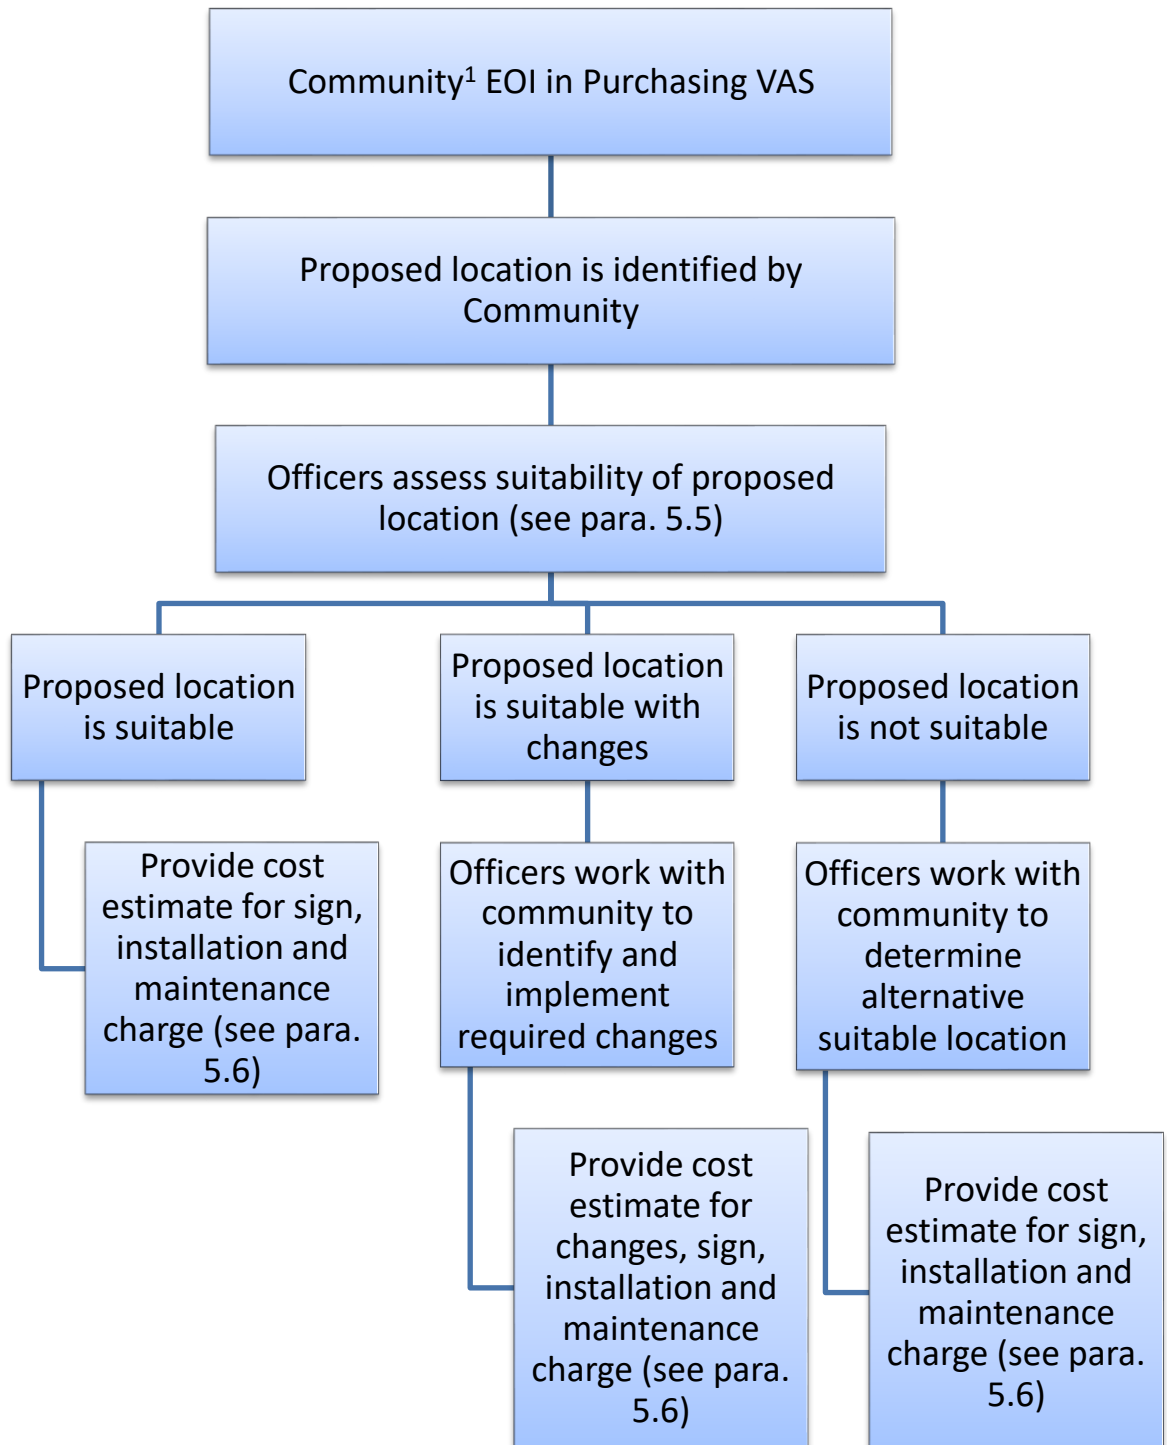 Community¹ EOI in Purchasing VAS
Proposed location is identified by
Community
Officers assess suitability of proposed
location (see para. 5.5)
Proposed location
is suitable
Proposed location
is suitable with
changes
Proposed location
is not suitable
Provide cost
estimate for sign,
installation and
maintenance
charge (see para.
5.6)
Officers work with
community to
identify and
implement
required changes
Officers work with
community to
determine
alternative
suitable location
Provide cost
estimate for
changes, sign,
installation and
maintenance
charge (see para.
5.6)
Provide cost
estimate for sign,
installation and
maintenance
charge (see para.
5.6)